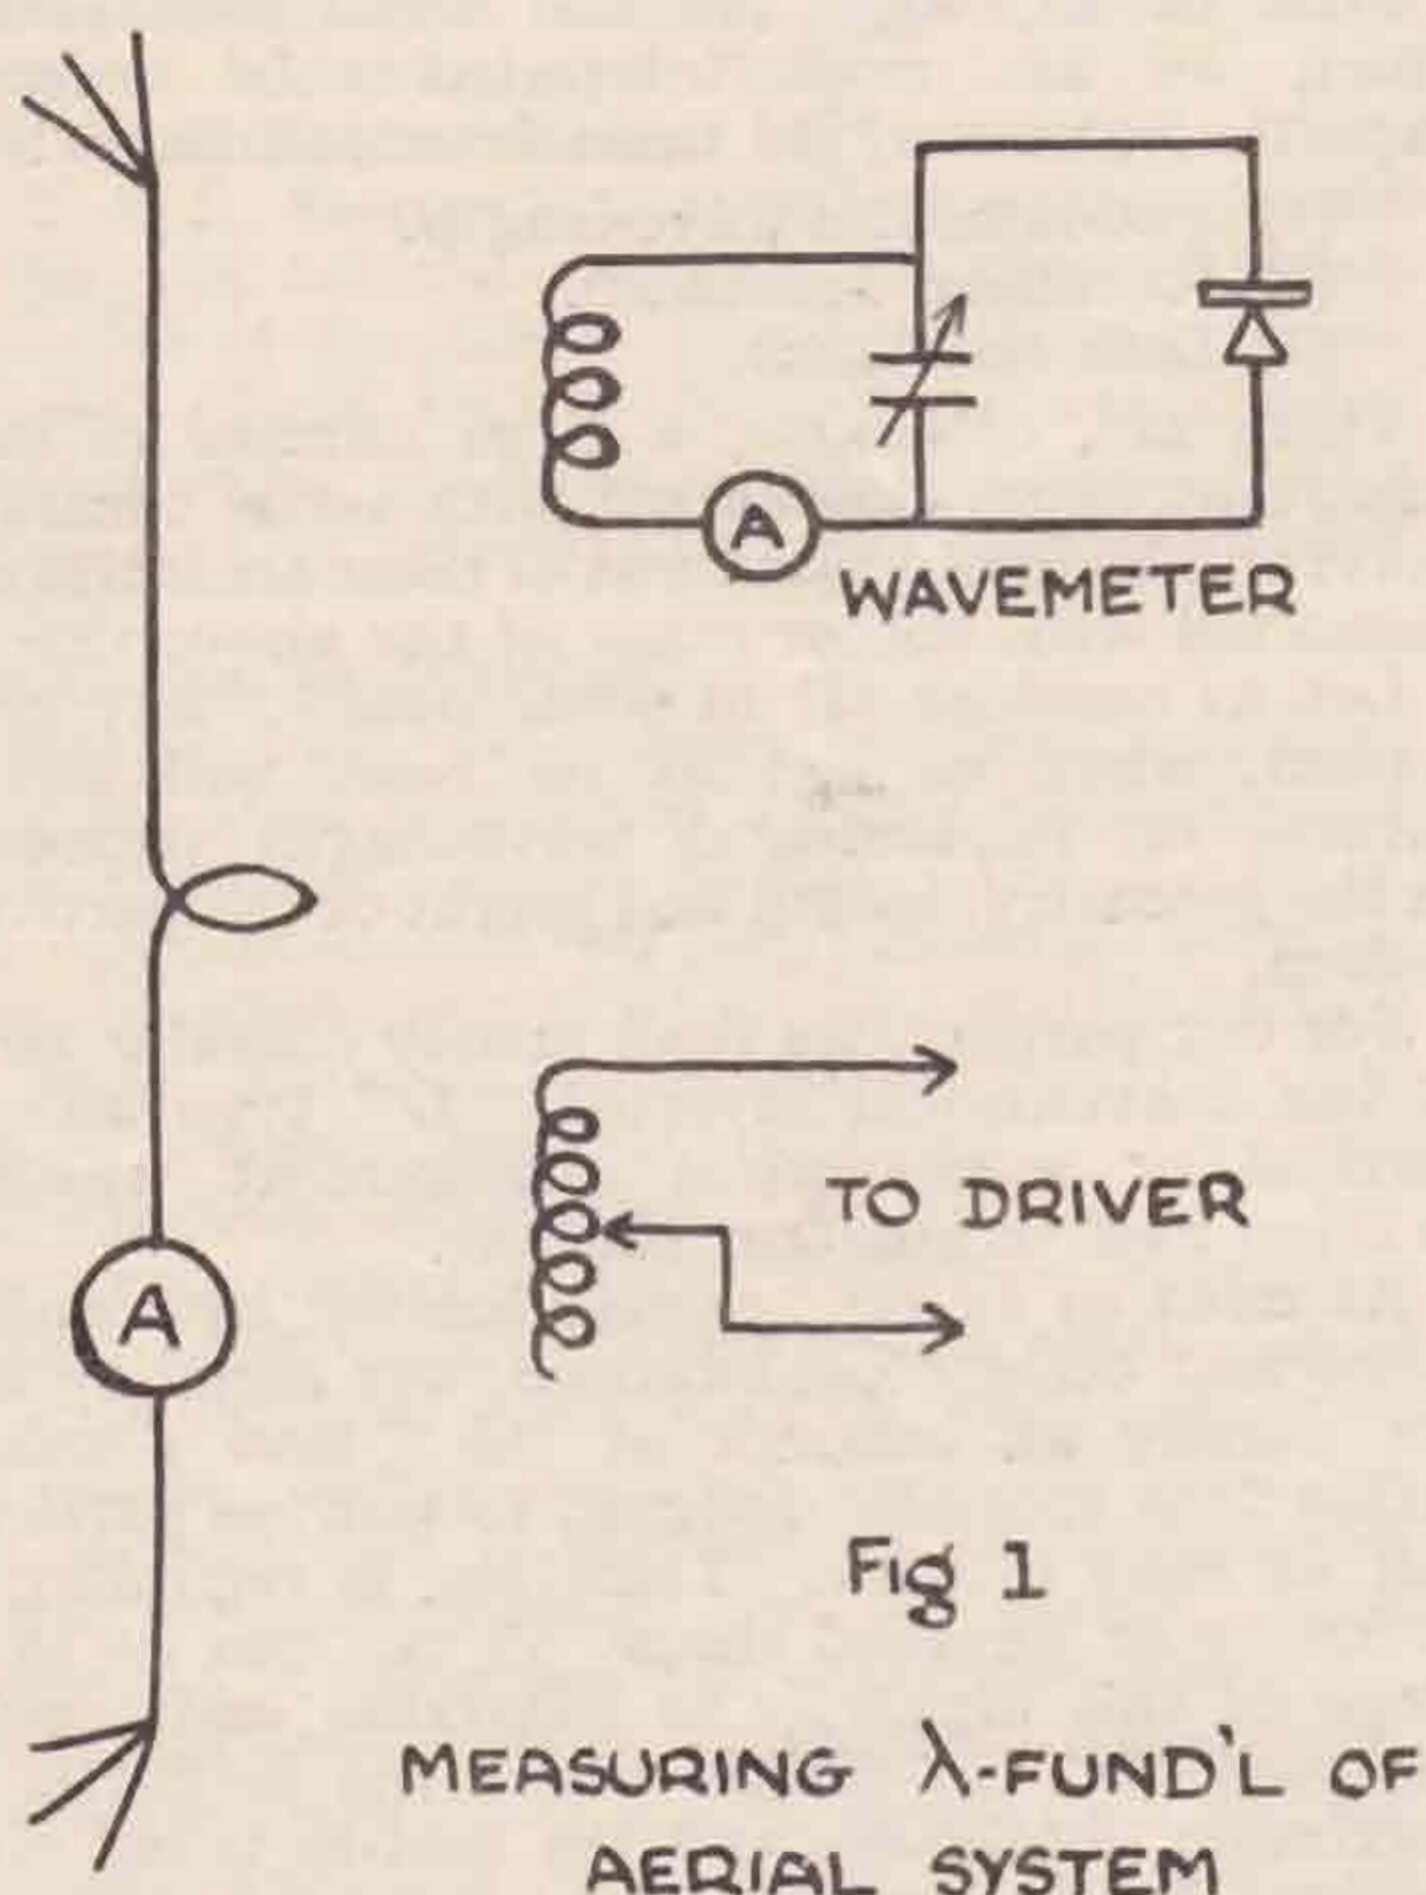 A
WAVEMETER
TO DRIVER
A
Fig 1
MEASURING λ-FUND'L OF
AERIAL SYSTEM